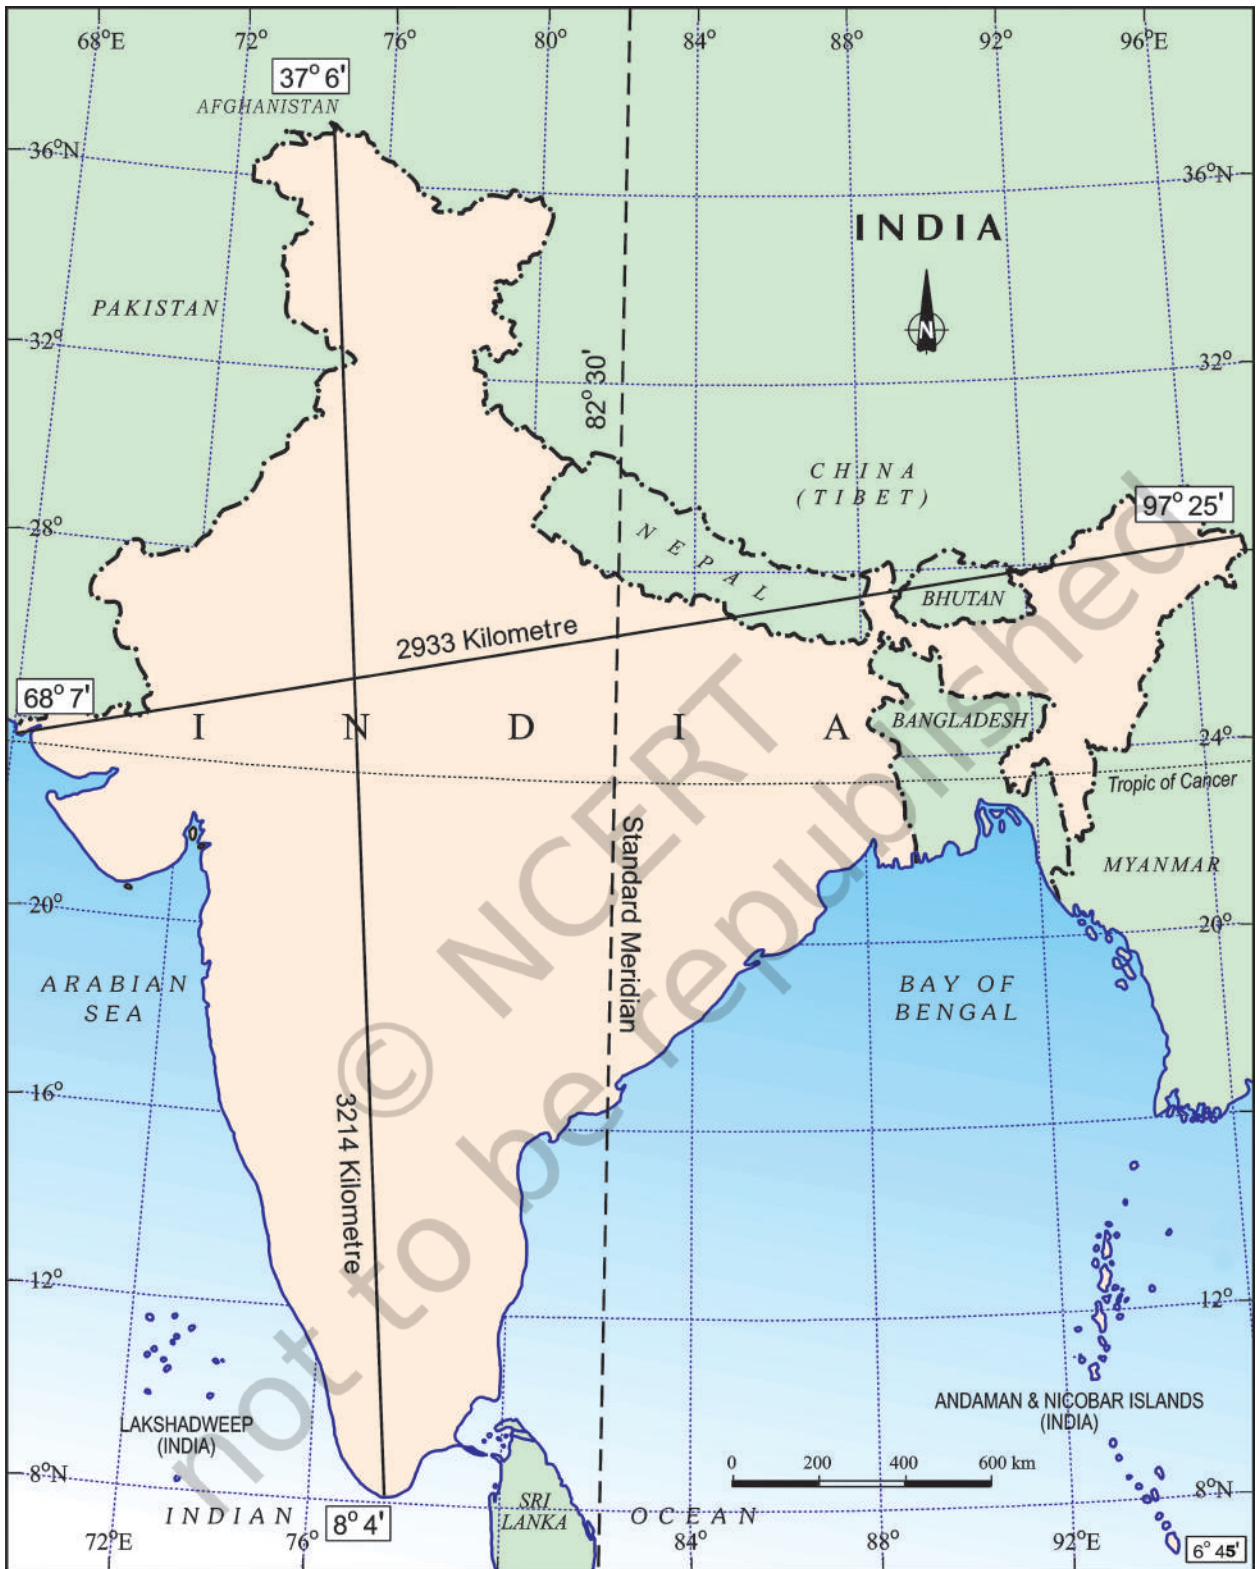 68°E
72°
76°
80°
84°
88°
92°
96°E
37° 6'
AFGHANISTAN
36°N
36°N
INDIA
N
PAKISTAN
32°
32°
82° 30'
CHINA
(TIBET)
97° 25'
28°
NEPAL
BHUTAN
2933 Kilometre
68° 7'
INDIA
BANGLADESH
24°
Tropic of Cancer
Standard Meridian
MYANMAR
20°
20°
ARABIAN
SEA
BAY OF
BENGAL
© NCERT
not to be republished
16°
3214 Kilometre
12°
12°
LAKSHADWEEP
(INDIA)
ANDAMAN & NICOBAR ISLANDS
(INDIA)
0 200 400 600 km
8°N
8°N
INDIAN
8° 4'
SRI
LANKA
OCEAN
72°E
76°
84°
88°
92°E
6° 45'